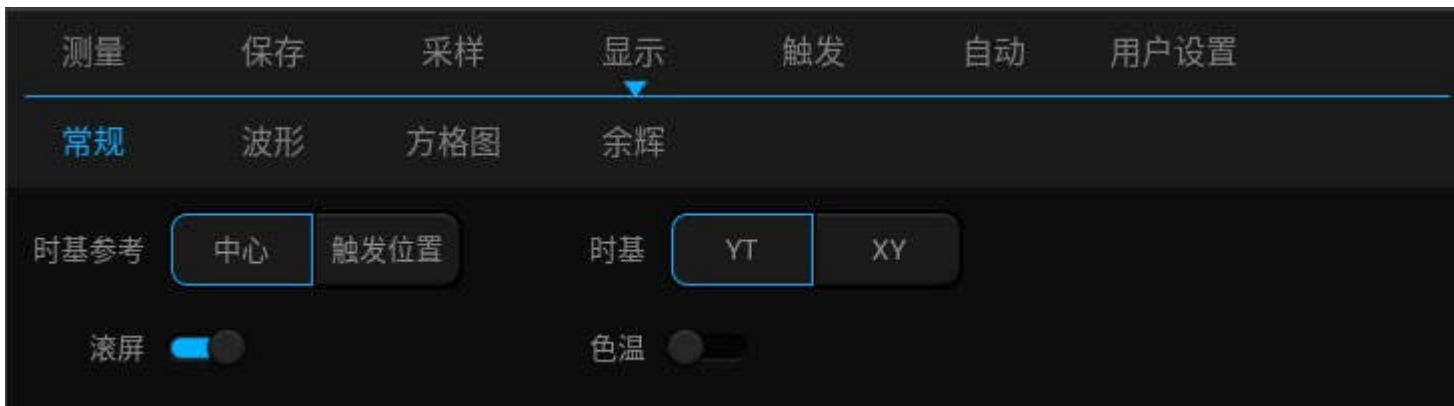 测量 保存 采样 显示 触发 自动 用户设置
常规 波形 方格图 余辉
时基参考 中心 触发位置 时基 YT XY
滚屏 色温